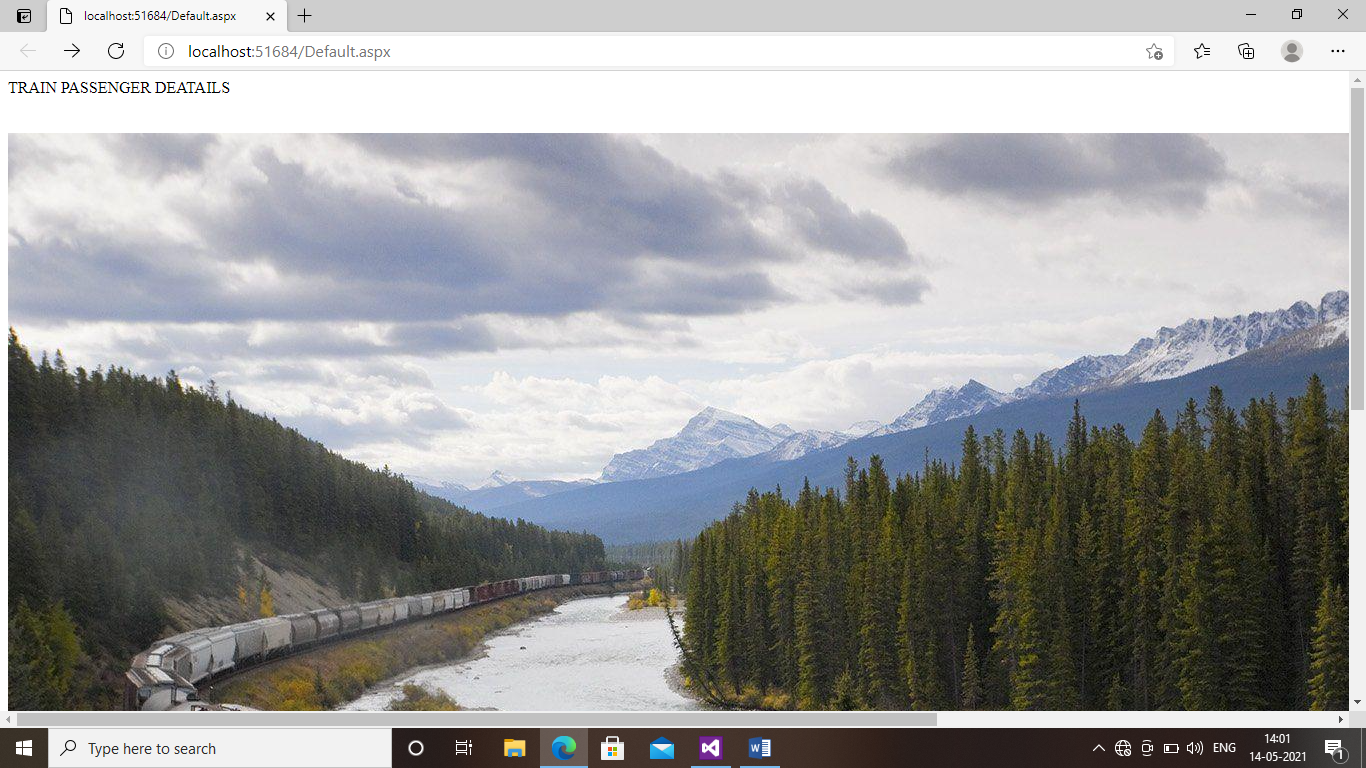 localhost:51684/Default.aspx
localhost:51684/Default.aspx
TRAIN PASSENGER DEATAILS
Type here to search
ENG
14:01
14-05-2021
1